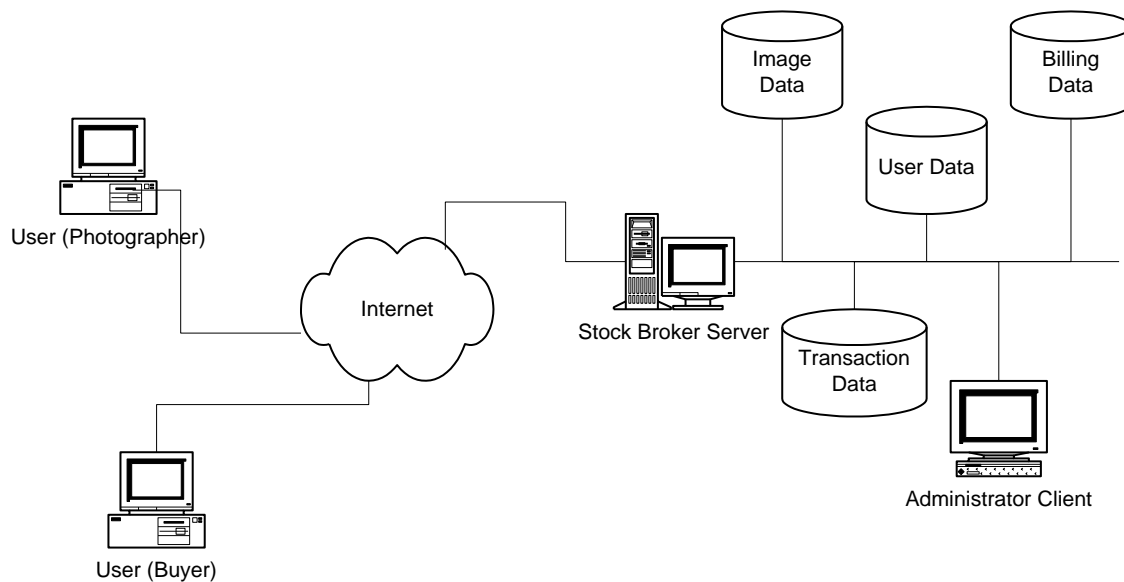 Image
Data
Billing
Data
User Data
User (Photographer)
Internet
Stock Broker Server
Transaction
Data
Administrator Client
User (Buyer)